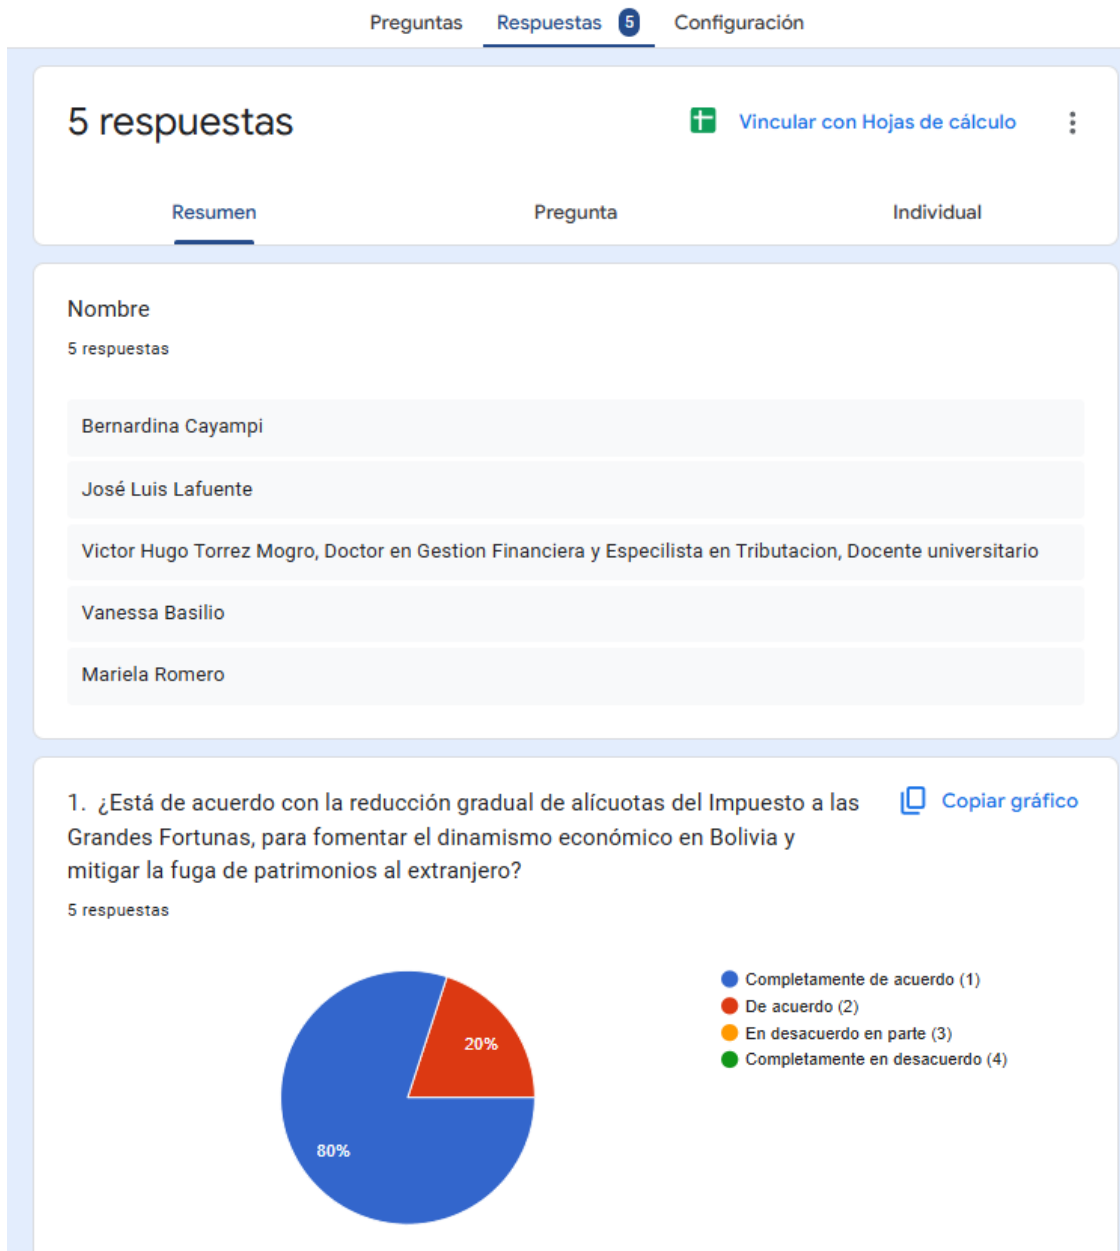 Preguntas Respuestas 5 Configuración
5 respuestas
Vincular con Hojas de cálculo
Resumen Pregunta Individual
Nombre
5 respuestas
Bernardina Cayampi
José Luis Lafuente
Victor Hugo Torrez Mogro, Doctor en Gestion Financiera y Especilista en Tributacion, Docente universitario
Vanessa Basilio
Mariela Romero
1. ¿Está de acuerdo con la reducción gradual de alícuotas del Impuesto a las
Grandes Fortunas, para fomentar el dinamismo económico en Bolivia y
mitigar la fuga de patrimonios al extranjero?
Copiar gráfico
5 respuestas
Completamente de acuerdo (1)
De acuerdo (2)
En desacuerdo en parte (3)
Completamente en desacuerdo (4)
20%
80%